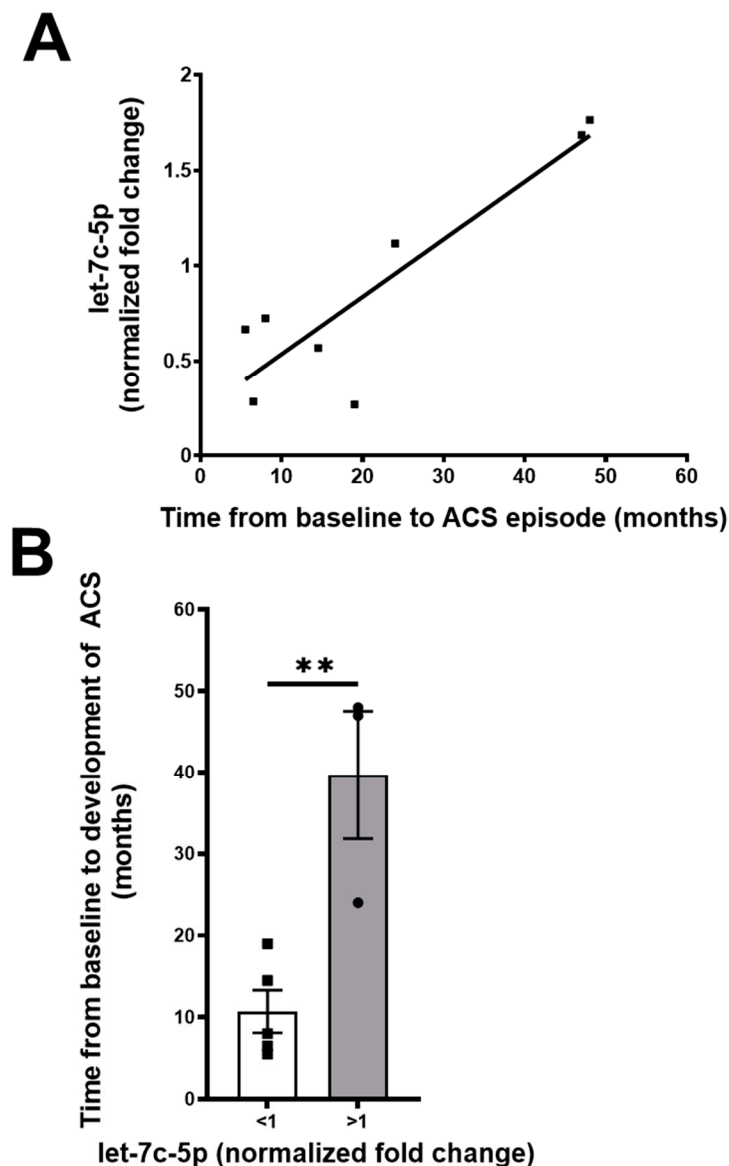 A
let-7c-5p
(normalized fold change)
2
1.5
1
0.5
0
0 10 20 30 40 50 60
Time from baseline to ACS episode (months)
B
Time from baseline to development of ACS
(months)
60
50
40
30
20
10
0
**
<1 >1
let-7c-5p (normalized fold change)